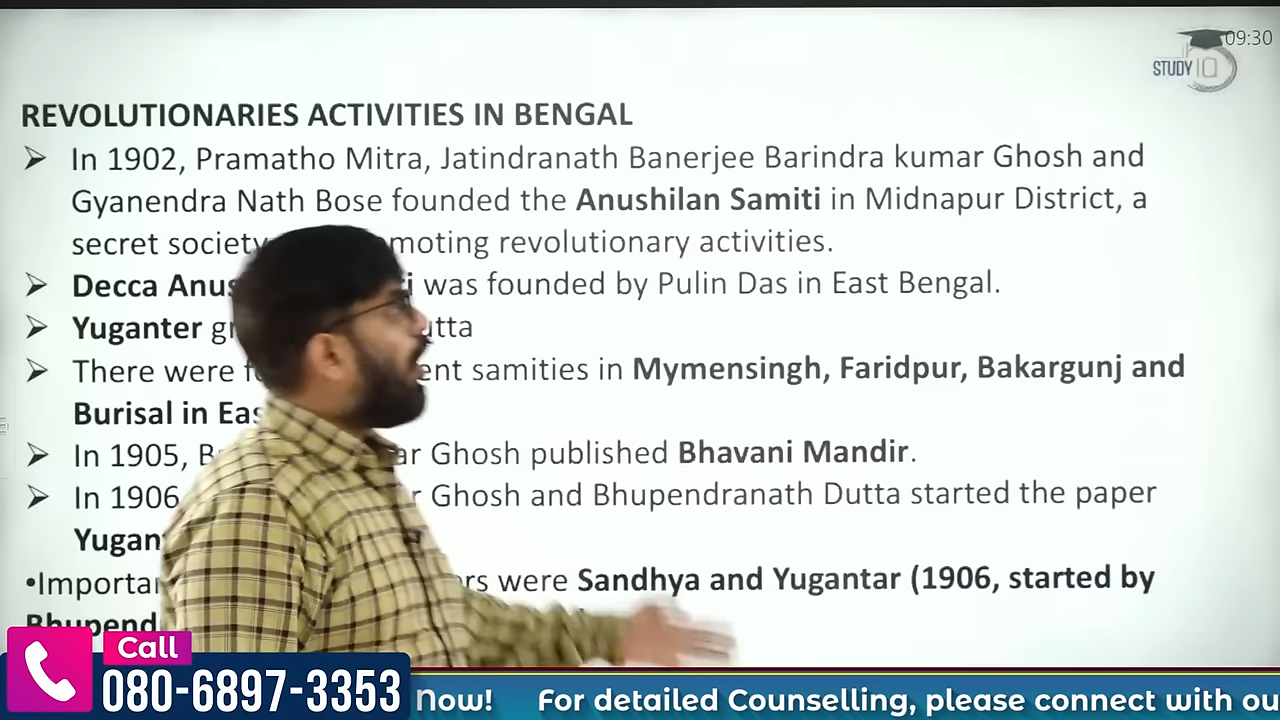 09:30
STUDY IQ
REVOLUTIONARIES ACTIVITIES IN BENGAL
➤ In 1902, Pramatho Mitra, Jatindranath Banerjee Barindra kumar Ghosh and
Gyanendra Nath Bose founded the Anushilan Samiti in Midnapur District, a
secret society moting revolutionary activities.
➤ Decca Anus i was founded by Pulin Das in East Bengal.
➤ Yuganter gr utta
➤ There were ent samities in Mymensingh, Faridpur, Bakargunj and
Burisal in Eas
➤ In 1905, B ar Ghosh published Bhavani Mandir.
➤ In 1906 r Ghosh and Bhupendranath Dutta started the paper
Yugan
•Importan rs were Sandhya and Yugantar (1906, started by
Bhupend
Call
080-6897-3353
now! For detailed Counselling, please connect with ou